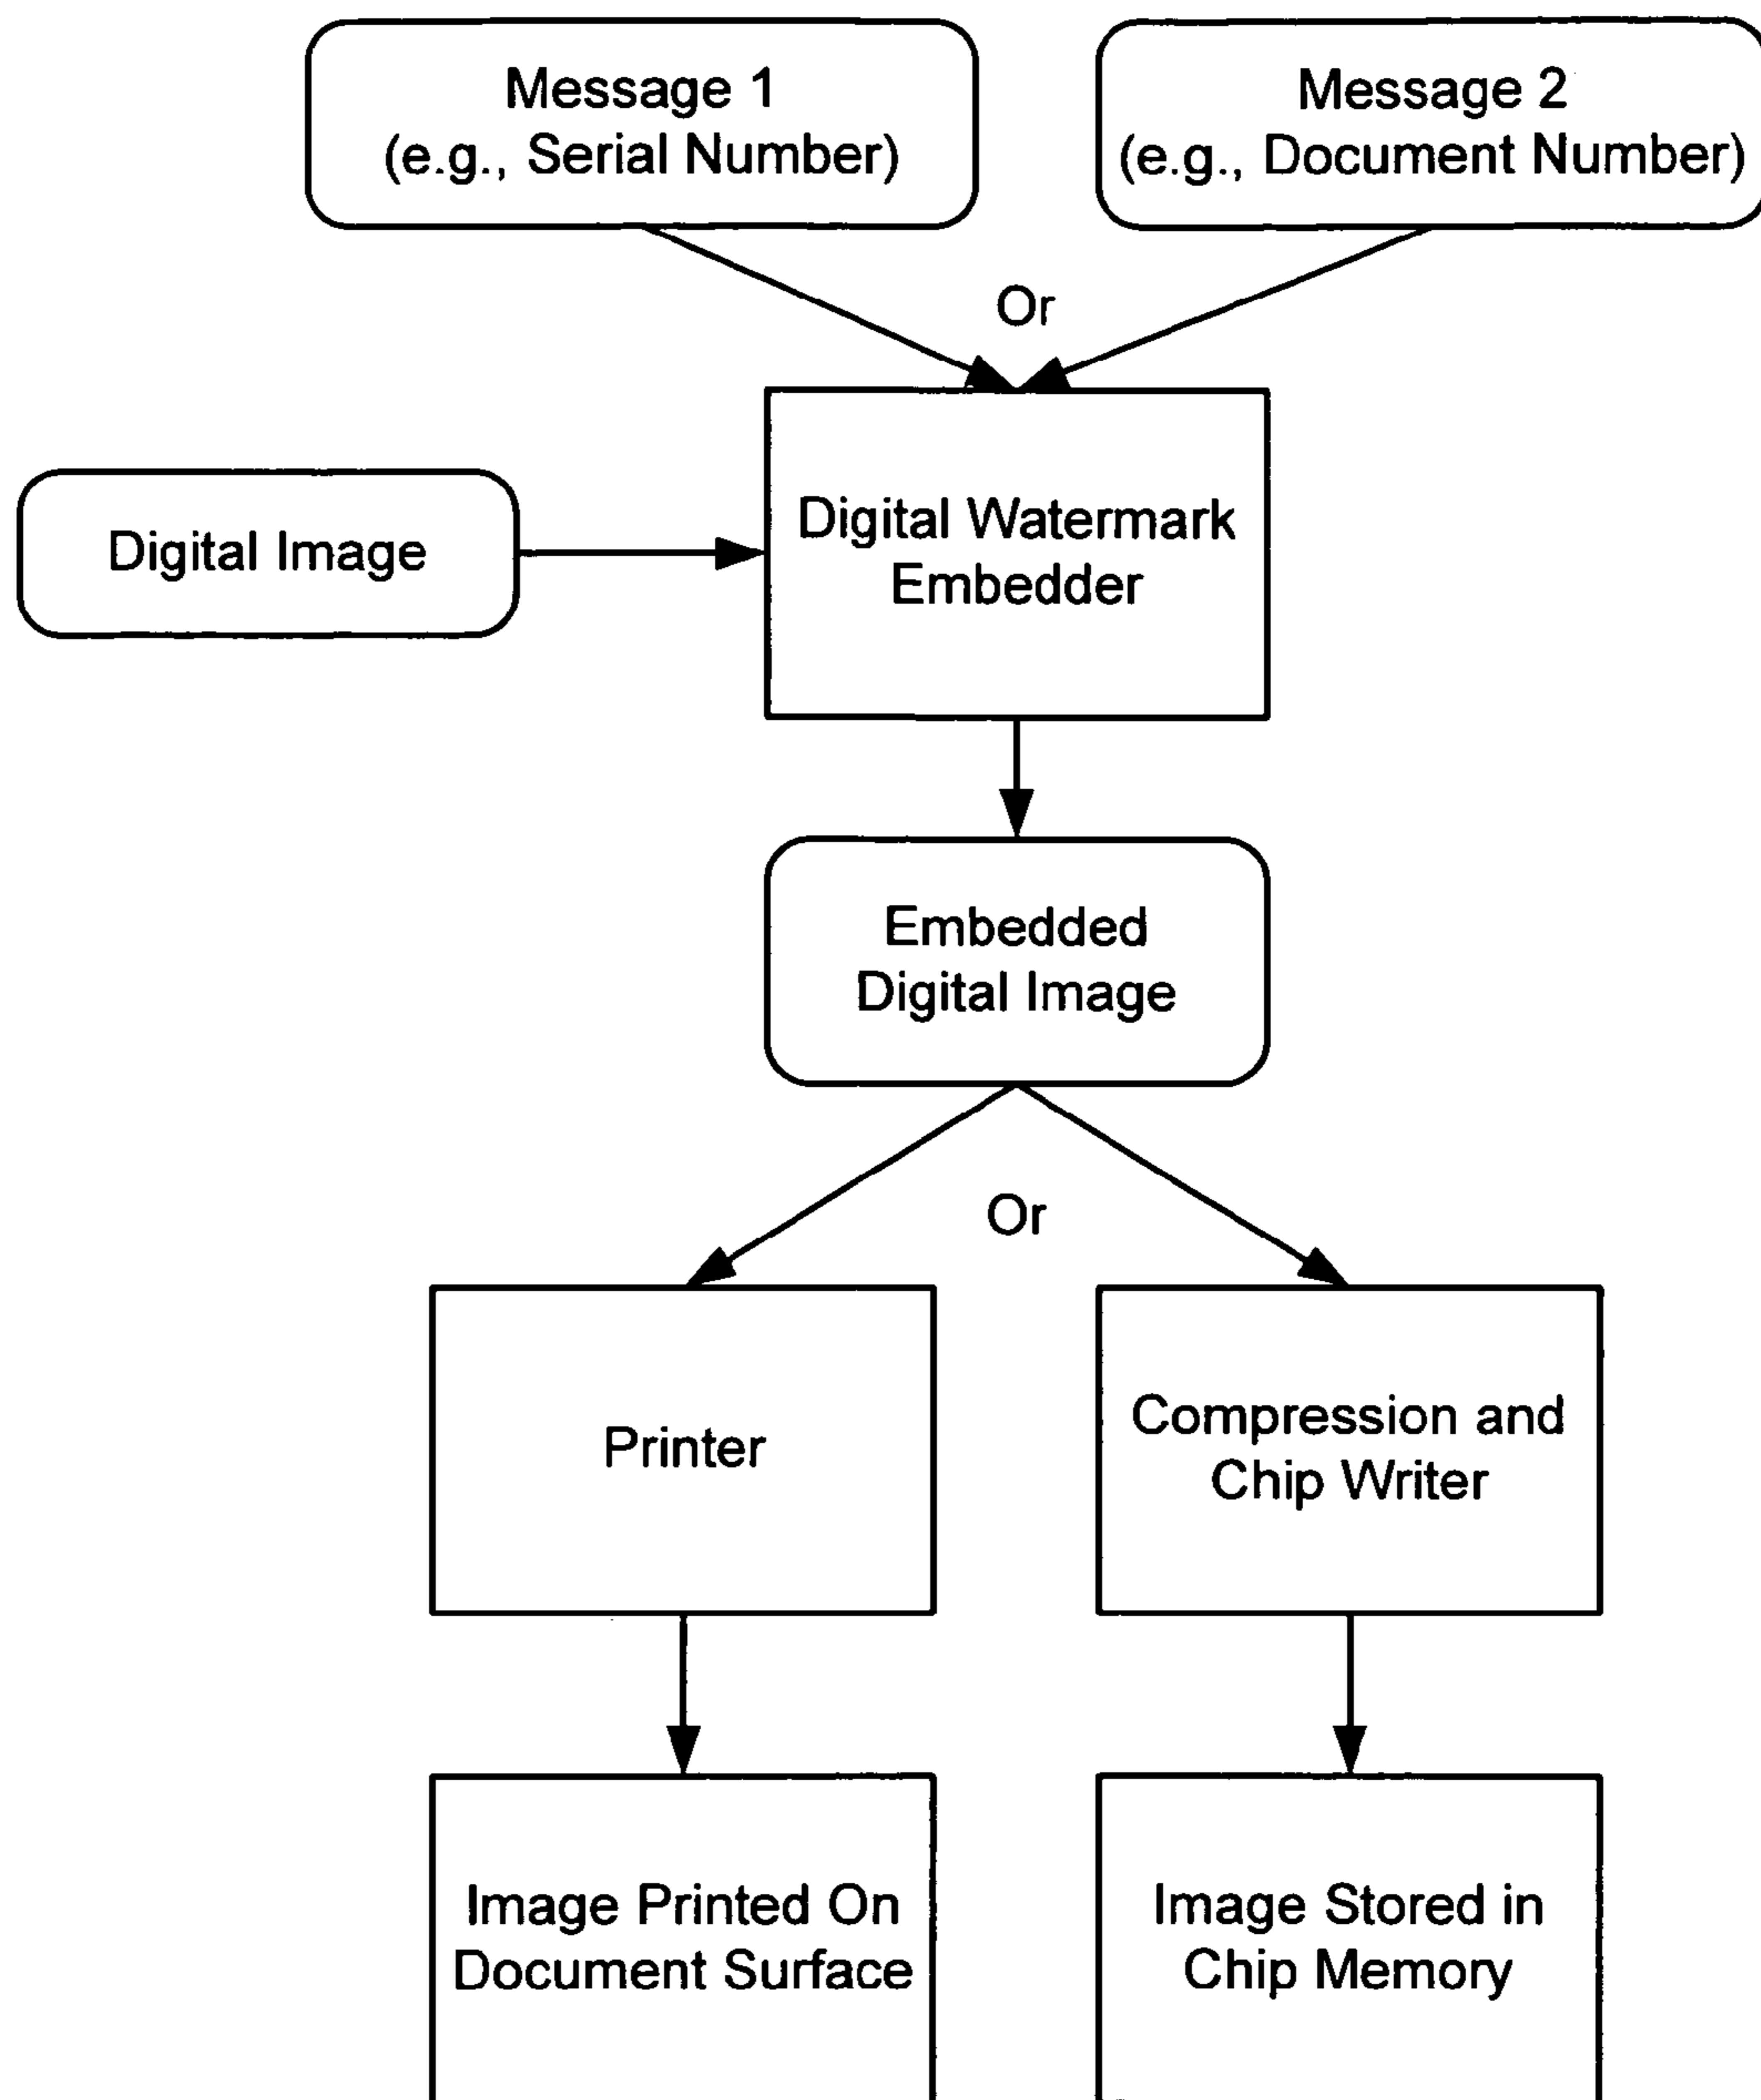 Message 1
(e.g., Serial Number)
Message 2
(e.g., Document Number)
Or
Digital Image
Digital Watermark
Embedder
Embedded
Digital Image
Or
Printer
Compression and
Chip Writer
Image Printed On
Document Surface
Image Stored in
Chip Memory